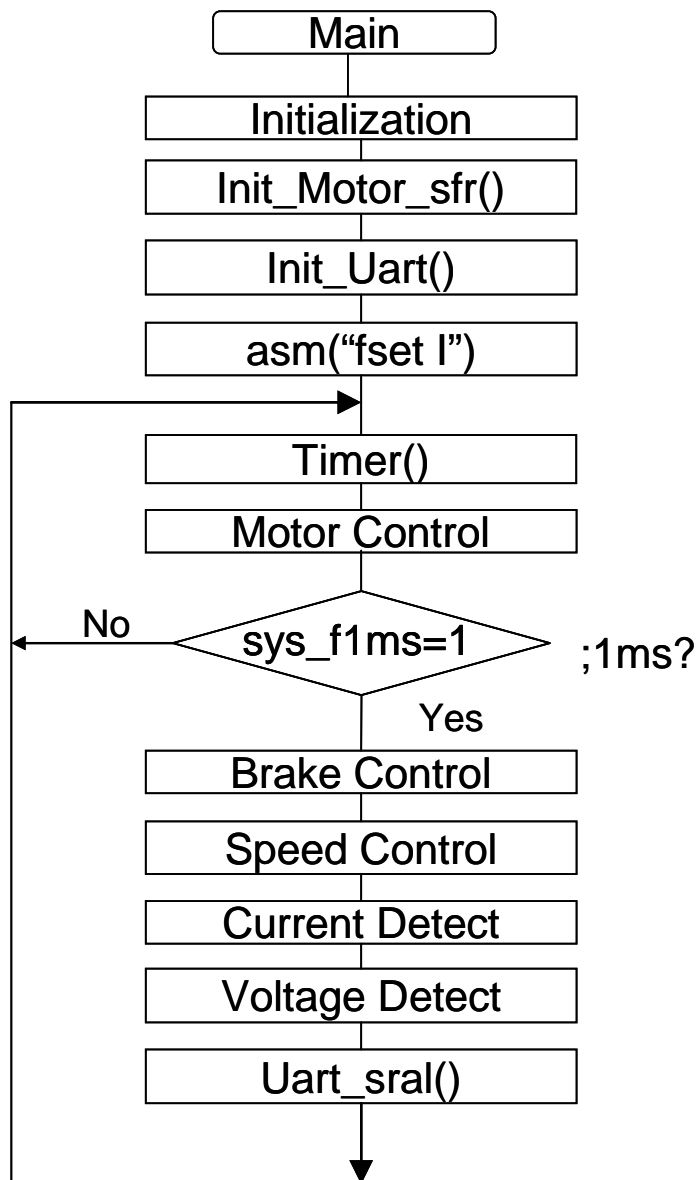 Main
Initialization
Init_Motor_sfr()
Init_Uart()
asm(“fset I”)
Timer()
Motor Control
No
sys_f1ms=1
;1ms?
Yes
Brake Control
Speed Control
Current Detect
Voltage Detect
Uart_sral()